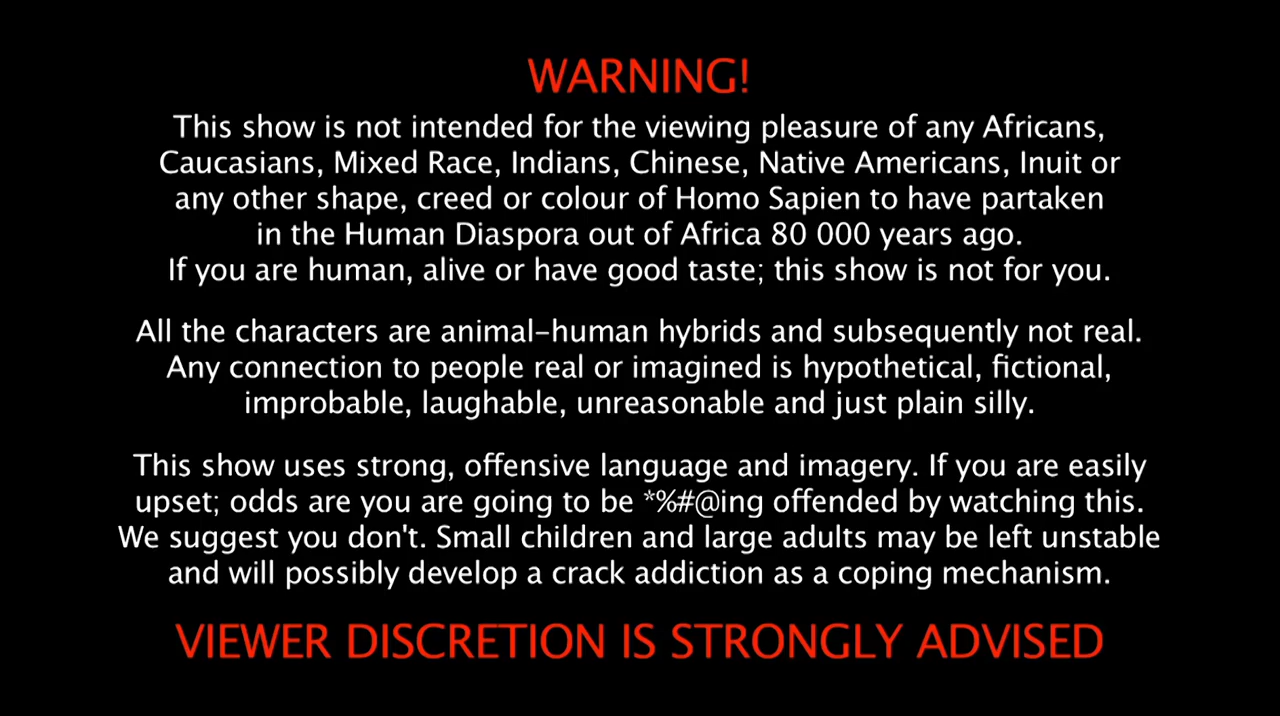 WARNING!
This show is not intended for the viewing pleasure of any Africans,
Caucasians, Mixed Race, Indians, Chinese, Native Americans, Inuit or
any other shape, creed or colour of Homo Sapien to have partaken
in the Human Diaspora out of Africa 80 000 years ago.
If you are human, alive or have good taste; this show is not for you.
All the characters are animal-human hybrids and subsequently not real.
Any connection to people real or imagined is hypothetical, fictional,
improbable, laughable, unreasonable and just plain silly.
This show uses strong, offensive language and imagery. If you are easily
upset; odds are you are going to be *%#@ing offended by watching this.
We suggest you don't. Small children and large adults may be left unstable
and will possibly develop a crack addiction as a coping mechanism.
VIEWER DISCRETION IS STRONGLY ADVISED